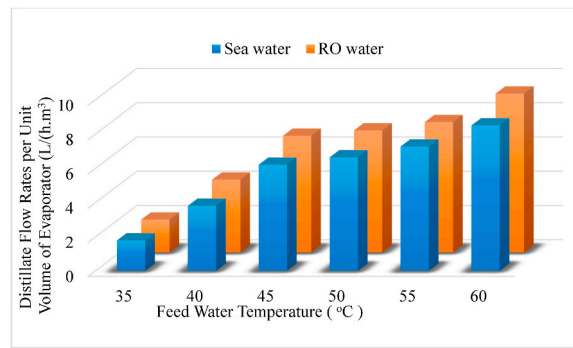 Sea water RO water
Distillate Flow Rates per Unit
Volume of Evaporator (L/(h.m³)
10
8
6
4
2
0
35 40 45 50 55 60
Feed Water Temperature ( ᵒC)